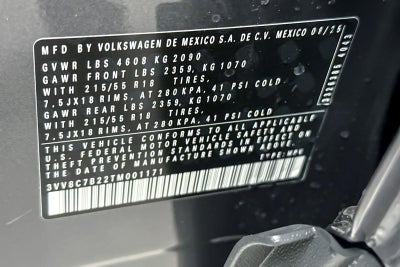 MFD BY VOLKSWAGEN DE MEXICO S.A. DE C.V. MEXICO 08/25
GVWR LBS 4608 KG2090
GAWR FRONT LBS 2359, KG1070
WITH 215/55 R18 TIRES.
7.5JX18 RIMS, AT 280KPA, 41 PSI COLD
GAWR REAR LBS 2359, KG1070
WITH 215/55 R18 TIRES.
7.5JX18 RIMS, AT 280KPA, 41 PSI COLD
THIS VEHICLE CONFORMS TO ALL APPLICABLE
U.S. FEDERAL MOTOR VEHICLE SAFETY AND
THEFT PREVENTION STANDARDS IN EFFECT ON THE
DATE OF MANUFACTURE SHOWN ABOVE.
3VV8C7B22TM001171 TYPE: